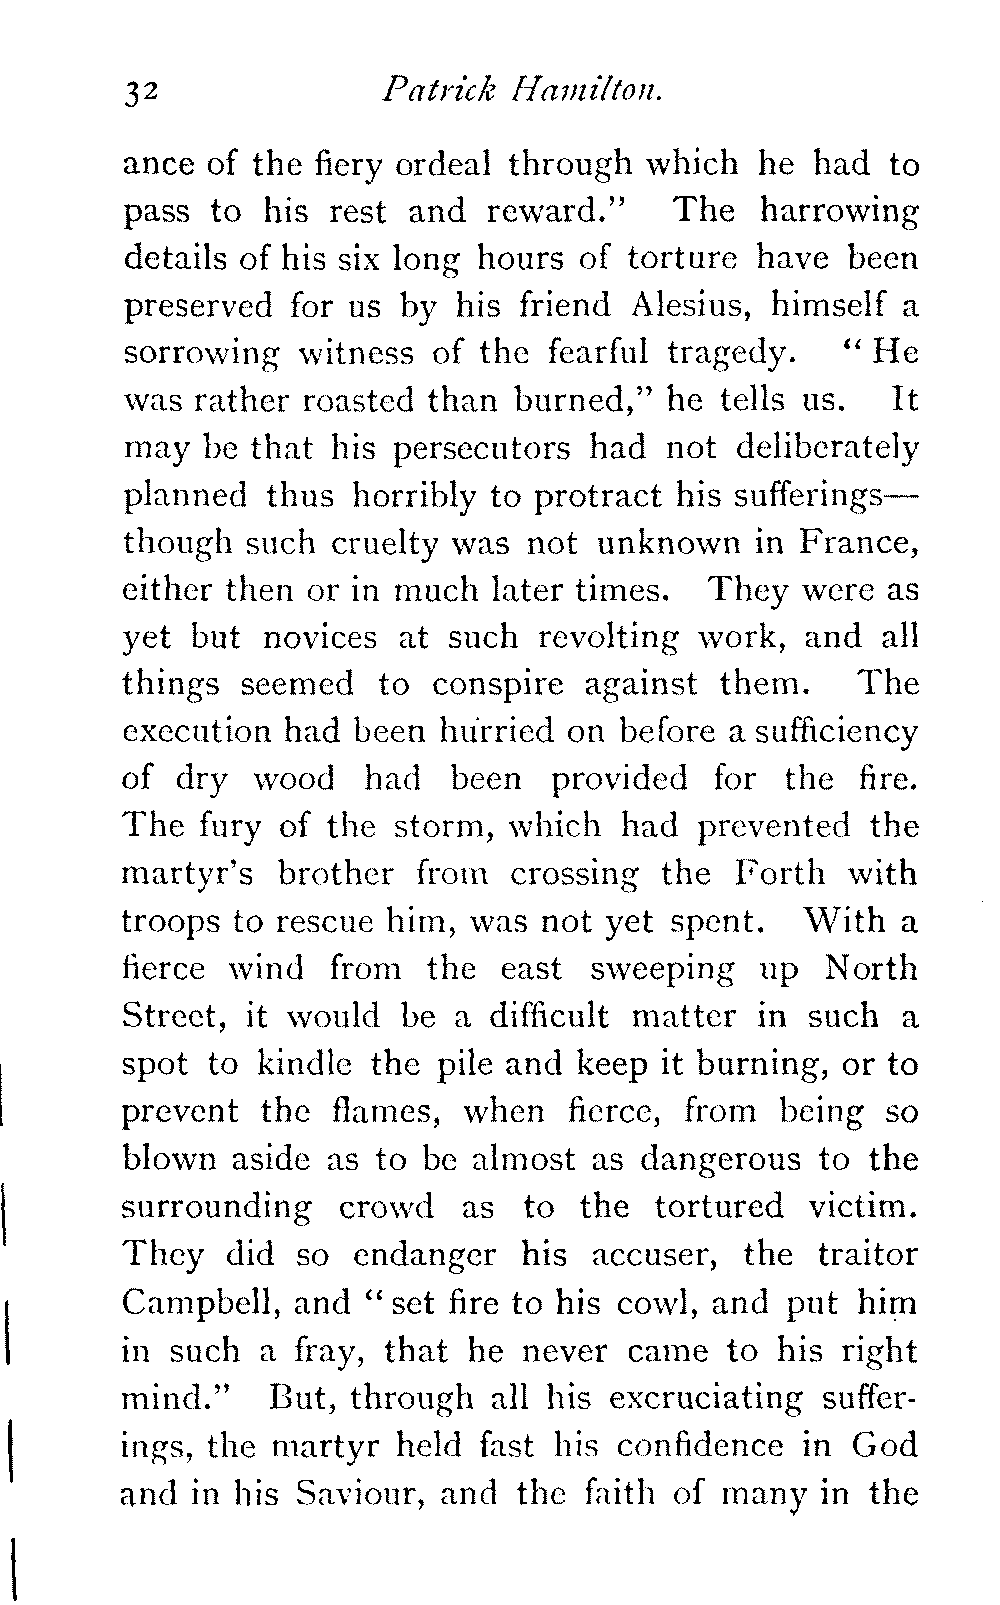 32 Patrick Hamilton.
ance of the fiery ordeal through which he had to
pass to his rest and reward.” The harrowing
details of his six long hours of torture have been
preserved for us by his friend Alesius, himself a
sorrowing witness of the fearful tragedy. “ He
was rather roasted than burned,” he tells us. It
may be that his persecutors had not deliberately
planned thus horribly to protract his sufferings—
though such cruelty was not unknown in France,
either then or in much later times. They were as
yet but novices at such revolting work, and all
things seemed to conspire against them. The
execution had been hurried on before a sufficiency
of dry wood had been provided for the fire.
The fury of the storm, which had prevented the
martyr’s brother from crossing the Forth with
troops to rescue him, was not yet spent. With a
fierce wind from the east sweeping up North
Street, it would be a difficult matter in such a
spot to kindle the pile and keep it burning, or to
prevent the flames, when fierce, from being so
blown aside as to be almost as dangerous to the
surrounding crowd as to the tortured victim.
They did so endanger his accuser, the traitor
Campbell, and “ set fire to his cowl, and put him
in such a fray, that he never came to his right
mind.” But, through all his excruciating suffer-
ings, the martyr held fast his confidence in God
and in his Saviour, and the faith of many in the